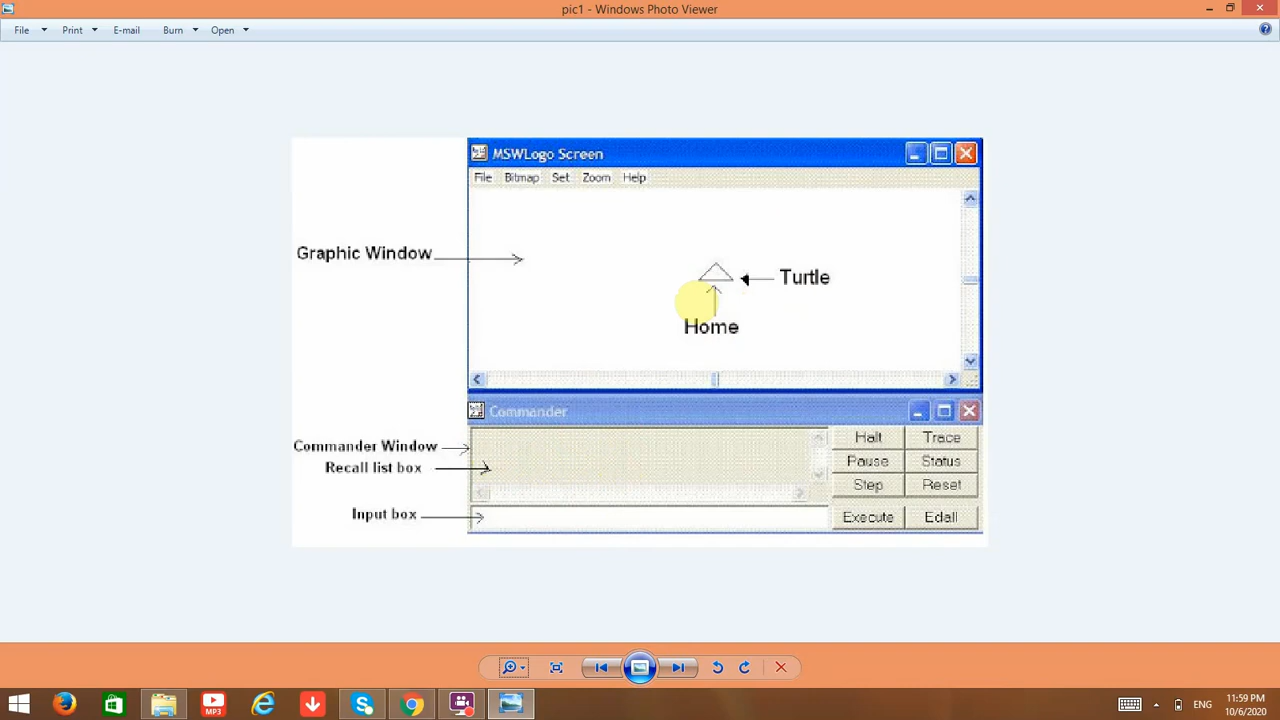 pic1 - Windows Photo Viewer
File Print E-mail Burn Open
MSWLogo Screen
File Bitmap Set Zoom Help
Graphic Window
Turtle
Home
Commander
Commander Window
Recall list box
Input box
Halt Trace
Pause Status
Step Reset
Execute Edall
MP3
ENG
11:59 PM
10/6/2020